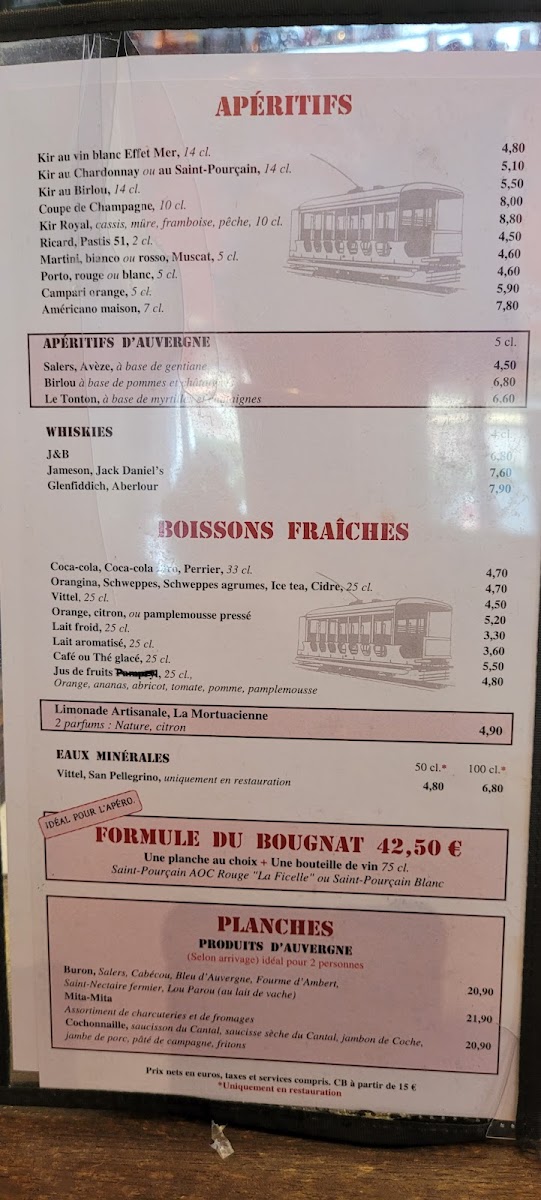 APÉRITIFS
Kir au vin blanc Effet Mer, 14 cl. 4,80
Kir au Chardonnay ou au Saint-Pourçain, 14 cl. 5,10
Kir au Birlou, 14 cl. 5,50
Coupe de Champagne, 10 cl. 8,00
Kir Royal, cassis, mûre, framboise, pêche, 10 cl. 8,80
Ricard, Pastis 51, 2 cl. 4,50
Martini, bianco ou rosso, Muscat, 5 cl. 4,60
Porto, rouge ou blanc, 5 cl. 4,60
Campari orange, 5 cl. 5,90
Américano maison, 7 cl. 7,80
APÉRITIFS D'AUVERGNE 5 cl.
Salers, Avèze, à base de gentiane 4,50
Birlou à base de pommes et 6,80
Le Tonton, à base de 6,60
WHISKIES 4 cl.
J&B 6,80
Jameson, Jack Daniel's 7,60
Glenfiddich, Aberlour 7,90
BOISSONS FRAÎCHES
Coca-cola, Coca-cola zéro, Perrier, 33 cl. 4,70
Orangina, Schweppes, Schweppes agrumes, Ice tea, Cidre, 25 cl. 4,70
Vittel, 25 cl. 4,50
Orange, citron, ou pamplemousse pressé 5,20
Lait froid, 25 cl. 3,30
Lait aromatisé, 25 cl. 3,60
Café ou Thé glacé, 25 cl. 5,50
Jus de fruits , 25 cl., 4,80
Orange, ananas, abricot, tomate, pomme, pamplemousse
Limonade Artisanale, La Mortuacienne
2 parfums : Nature, citron 4,90
EAUX MINÉRALES 50 cl.* 100 cl.*
Vittel, San Pellegrino, uniquement en restauration 4,80 6,80
IDÉAL POUR L'APÉRO.
FORMULE DU BOUGNAT 42,50 €
Une planche au choix + Une bouteille de vin 75 cl.
Saint-Pourçain AOC Rouge "La Ficelle" ou Saint-Pourçain Blanc
PLANCHES
PRODUITS D'AUVERGNE
(Selon arrivage) idéal pour 2 personnes
Buron, Salers, Cabécou, Bleu d'Auvergne, Fourme d'Ambert,
Saint-Nectaire fermier, Lou Parou (au lait de vache) 20,90
Mita-Mita
Assortiment de charcuteries et de fromages 21,90
Cochonnaille, saucisson du Cantal, saucisse sèche du Cantal, jambon de Coche,
jambe de porc, pâté de campagne, fritons 20,90
Prix nets en euros, taxes et services compris. CB à partir de 15 €
*Uniquement en restauration